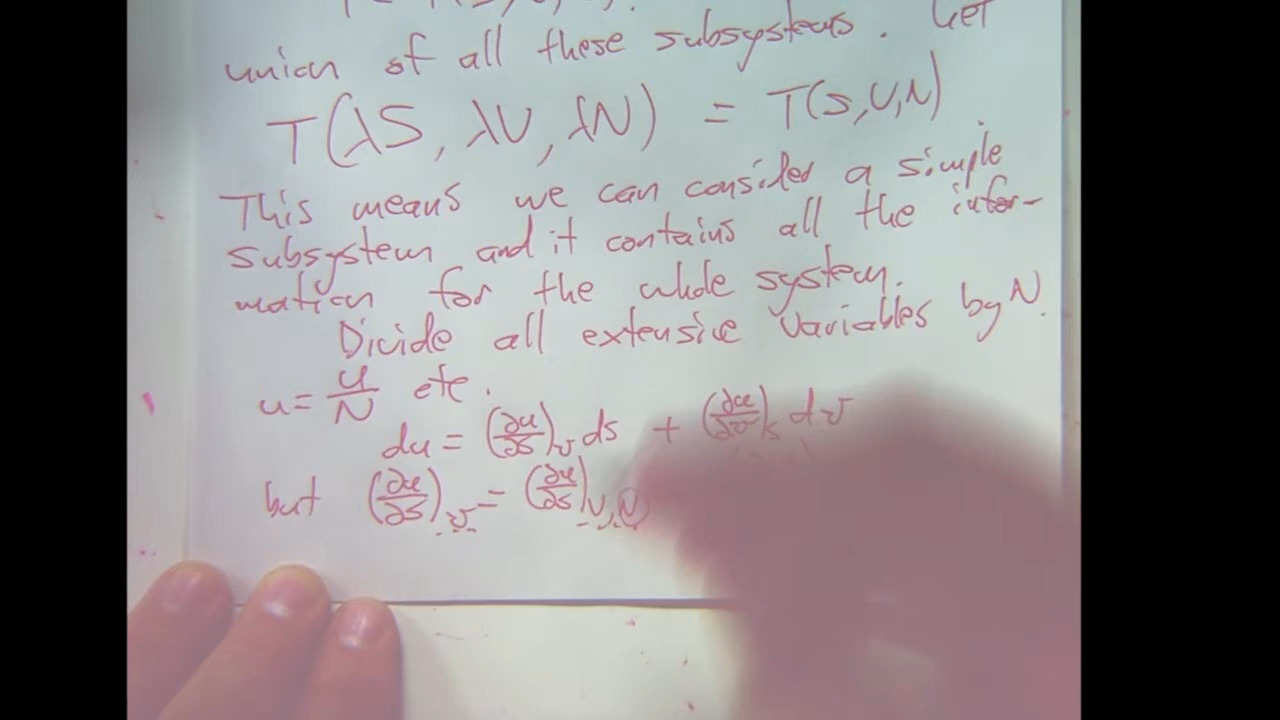 union of all these subsystems. Get
T(λS, λV, λN) = T(S,V,N)
This means we can consider a simple
subsystem and it contains all the infor-
mation for the whole system.
Divide all extensive variables by N.
u = U/N etc.
du = (∂u/∂s)_v ds + (∂u/∂v)_s dv
but (∂u/∂s)_v = (∂u/∂s)_V,N